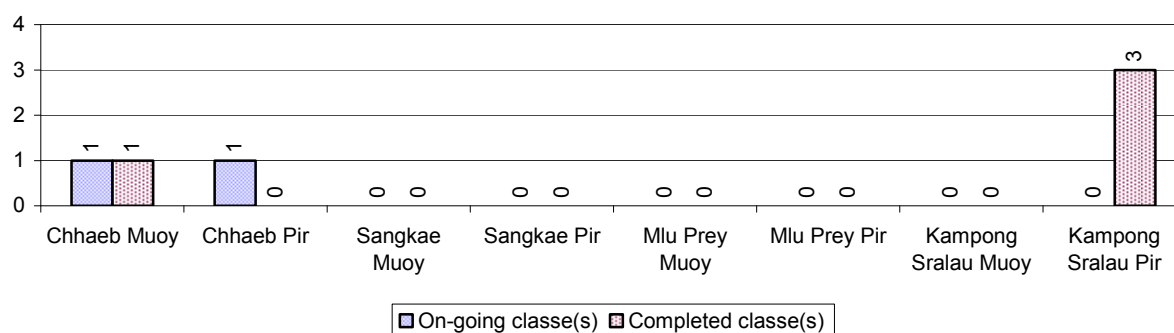 4
3
2
1
0
1 1 1 0 0 0 0 0 0 0 0 0 0 0 0 3
Chhaeb Muoy Chhaeb Pir Sangkae Muoy Sangkae Pir Mlu Prey Muoy Mlu Prey Pir Kampong Sralau Muoy Kampong Sralau Pir
On-going classe(s) Completed classe(s)